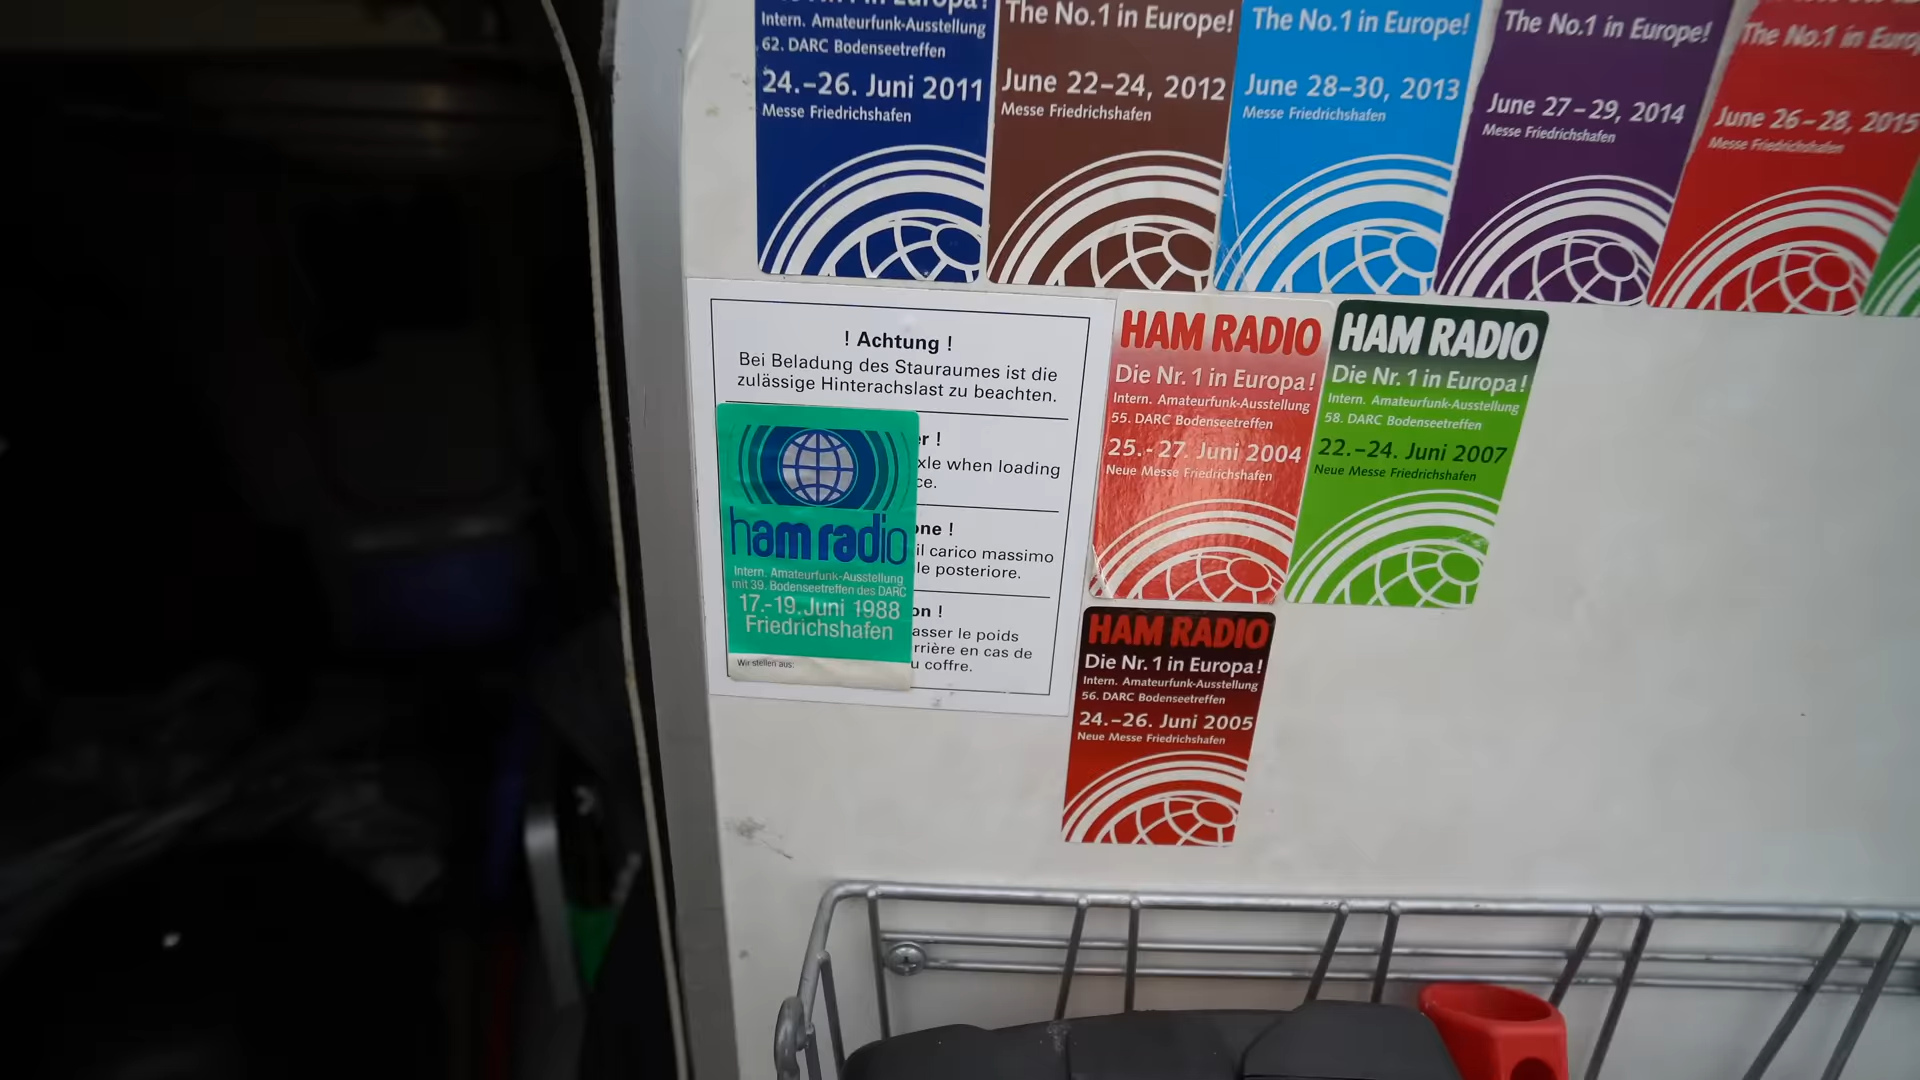 Intern. Amateurfunk-Ausstellung
62. DARC Bodenseetreffen
24.–26. Juni 2011
Messe Friedrichshafen
The No.1 in Europe!
June 22–24, 2012
Messe Friedrichshafen
The No.1 in Europe!
June 28–30, 2013
Messe Friedrichshafen
The No.1 in Europe!
June 27–29, 2014
Messe Friedrichshafen
The No.1 in
June 26–28, 2015
Messe Friedrichshafen
! Achtung !
Bei Beladung des Stauraumes ist die
zulässige Hinterachslast zu beachten.
er !
xle when loading
ce.
one !
il carico massimo
le posteriore.
on !
asser le poids
rrière en cas de
u coffre.
ham radio
Intern. Amateurfunk-Ausstellung
mit 39. Bodenseetreffen des DARC
17.-19. Juni 1988
Friedrichshafen
Wir stellen aus:
HAM RADIO
Die Nr. 1 in Europa!
Intern. Amateurfunk-Ausstellung
55. DARC Bodenseetreffen
25.- 27. Juni 2004
Neue Messe Friedrichshafen
HAM RADIO
Die Nr. 1 in Europa!
Intern. Amateurfunk-Ausstellung
58. DARC Bodenseetreffen
22.–24. Juni 2007
Neue Messe Friedrichshafen
HAM RADIO
Die Nr. 1 in Europa!
Intern. Amateurfunk-Ausstellung
56. DARC Bodenseetreffen
24.–26. Juni 2005
Neue Messe Friedrichshafen